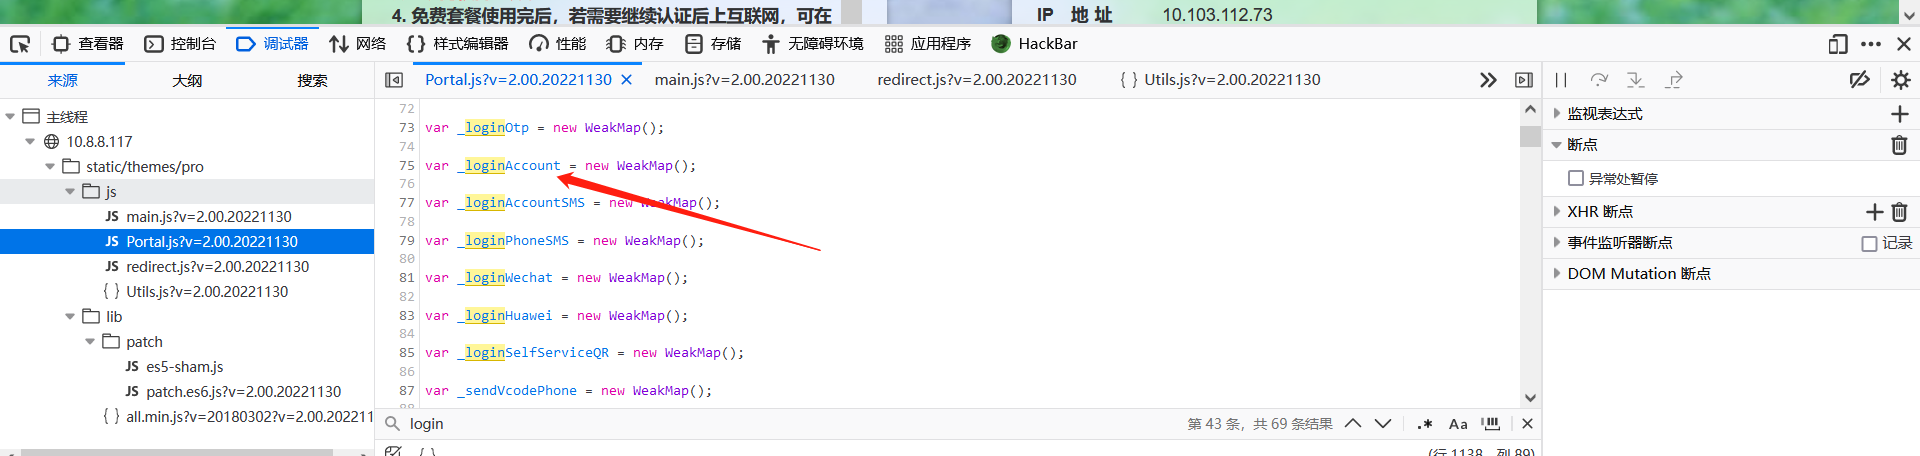 4. 免费套餐使用完后，若需要继续认证后上互联网，可在
IP 地 址 10.103.112.73
查看器 控制台 调试器 网络 样式编辑器 性能 内存 存储 无障碍环境 应用程序 HackBar
来源 大纲 搜索
Portal.js?v=2.00.20221130 main.js?v=2.00.20221130 redirect.js?v=2.00.20221130 { } Utils.js?v=2.00.20221130
主线程
10.8.8.117
static/themes/pro
js
JS main.js?v=2.00.20221130
JS Portal.js?v=2.00.20221130
JS redirect.js?v=2.00.20221130
{ } Utils.js?v=2.00.20221130
lib
patch
JS es5-sham.js
JS patch.es6.js?v=2.00.20221130
{ } all.min.js?v=20180302?v=2.00.202211
72
73 var _loginOtp = new WeakMap();
74
75 var _loginAccount = new WeakMap();
76
77 var _loginAccountSMS = new WeakMap();
78
79 var _loginPhoneSMS = new WeakMap();
80
81 var _loginWechat = new WeakMap();
82
83 var _loginHuawei = new WeakMap();
84
85 var _loginSelfServiceQR = new WeakMap();
86
87 var _sendVcodePhone = new WeakMap();
88
login 第 43 条，共 69 条结果 .* Aa
{ } (行 1138, 列 89)
监视表达式
断点
异常处暂停
XHR 断点
事件监听器断点 记录
DOM Mutation 断点